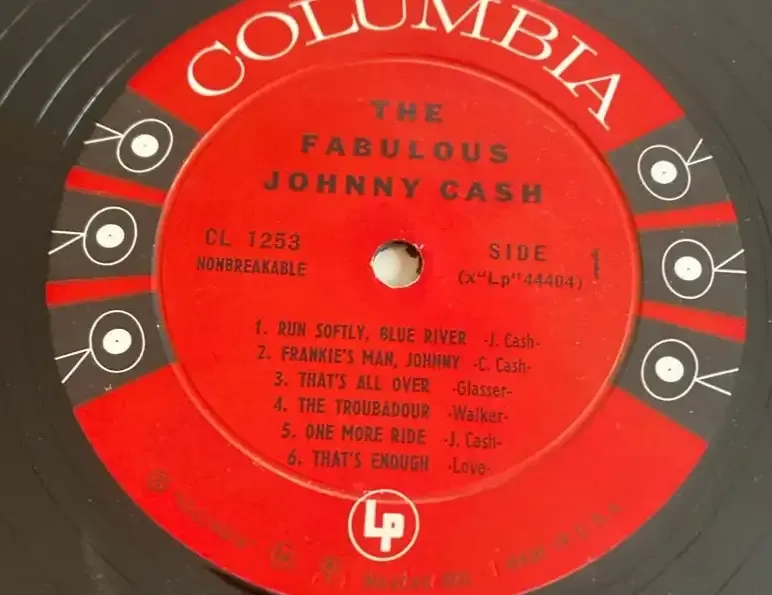 COLUMBIA
THE
FABULOUS
JOHNNY CASH
CL 1253
NONBREAKABLE
SIDE 1
(x"Lp"44404)
1. RUN SOFTLY, BLUE RIVER -J. Cash-
2. FRANKIE'S MAN, JOHNNY -C. Cash-
3. THAT'S ALL OVER -Glasser-
4. THE TROUBADOUR -Walker-
5. ONE MORE RIDE -J. Cash-
6. THAT'S ENOUGH -Love-
LP